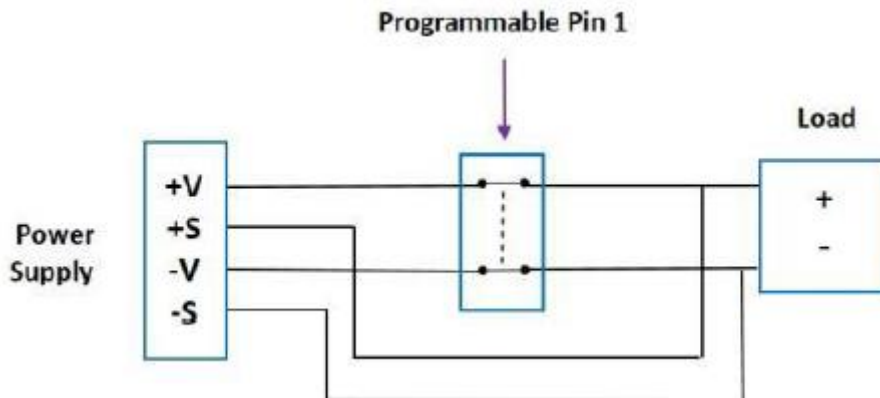 Programmable Pin 1
Load
Power
Supply
+V
+S
-V
-S
+
-